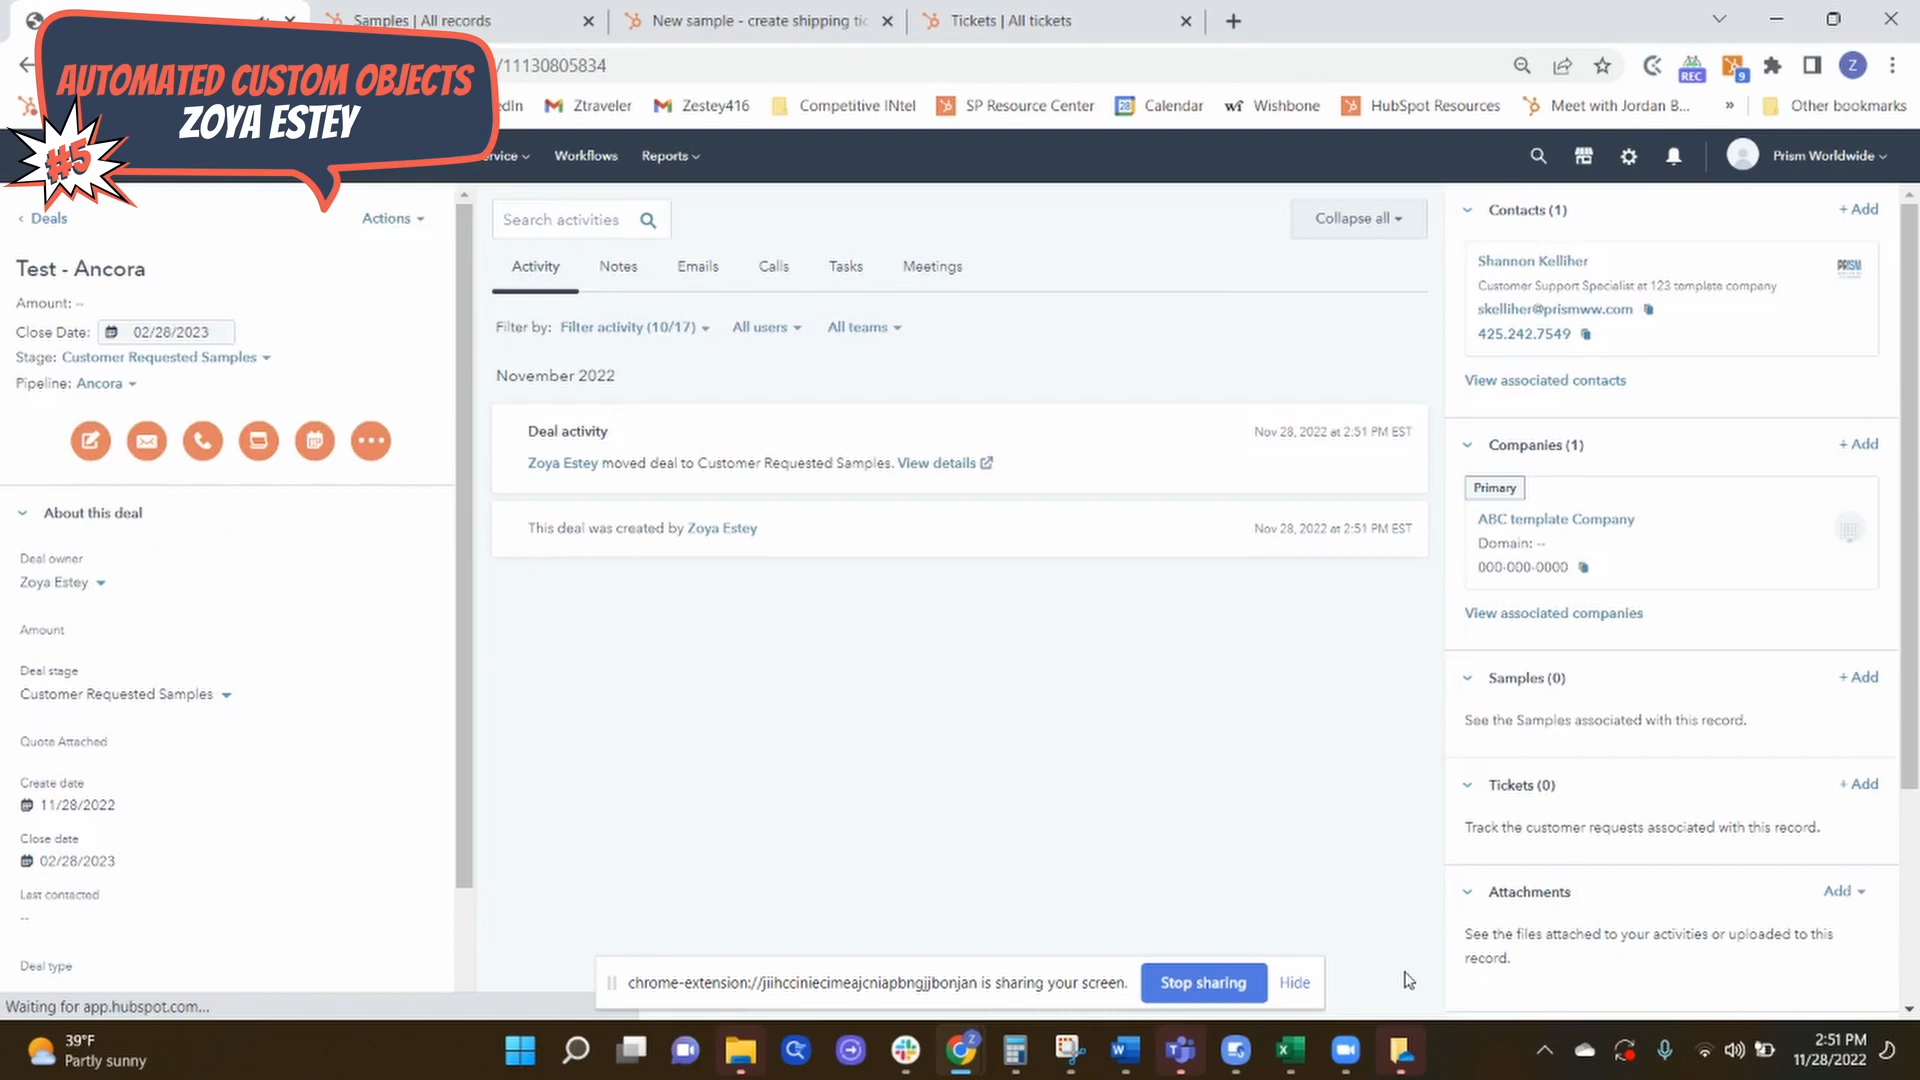 Samples | All records
New sample - create shipping tic
Tickets | All tickets
AUTOMATED CUSTOM OBJECTS
ZOYA ESTEY
#5
/11130805834
REC
9
Z
edIn
Ztraveler
Zestey416
Competitive INtel
SP Resource Center
28
Calendar
wf Wishbone
HubSpot Resources
Meet with Jordan B...
»
Other bookmarks
ervice
Workflows
Reports
Prism Worldwide
Deals
Actions
Test - Ancora
Amount: --
Close Date: 02/28/2023
Stage: Customer Requested Samples
Pipeline: Ancora
About this deal
Deal owner
Zoya Estey
Amount
Deal stage
Customer Requested Samples
Quote Attached
Create date
11/28/2022
Close date
02/28/2023
Last contacted
--
Deal type
Waiting for app.hubspot.com...
Search activities
Collapse all
Activity
Notes
Emails
Calls
Tasks
Meetings
Filter by: Filter activity (10/17) All users All teams
November 2022
Deal activity
Nov 28, 2022 at 2:51 PM EST
Zoya Estey moved deal to Customer Requested Samples. View details
This deal was created by Zoya Estey
Nov 28, 2022 at 2:51 PM EST
Contacts (1)
+ Add
Shannon Kelliher
PRISM
Customer Support Specialist at 123 template company
skelliher@prismww.com
425.242.7549
View associated contacts
Companies (1)
+ Add
Primary
ABC template Company
Domain: --
000-000-0000
View associated companies
Samples (0)
+ Add
See the Samples associated with this record.
Tickets (0)
+ Add
Track the customer requests associated with this record.
Attachments
Add
See the files attached to your activities or uploaded to this
record.
chrome-extension://jiihcciniecimeajcniapbngjjbonjan is sharing your screen.
Stop sharing
Hide
39°F
Partly sunny
2:51 PM
11/28/2022